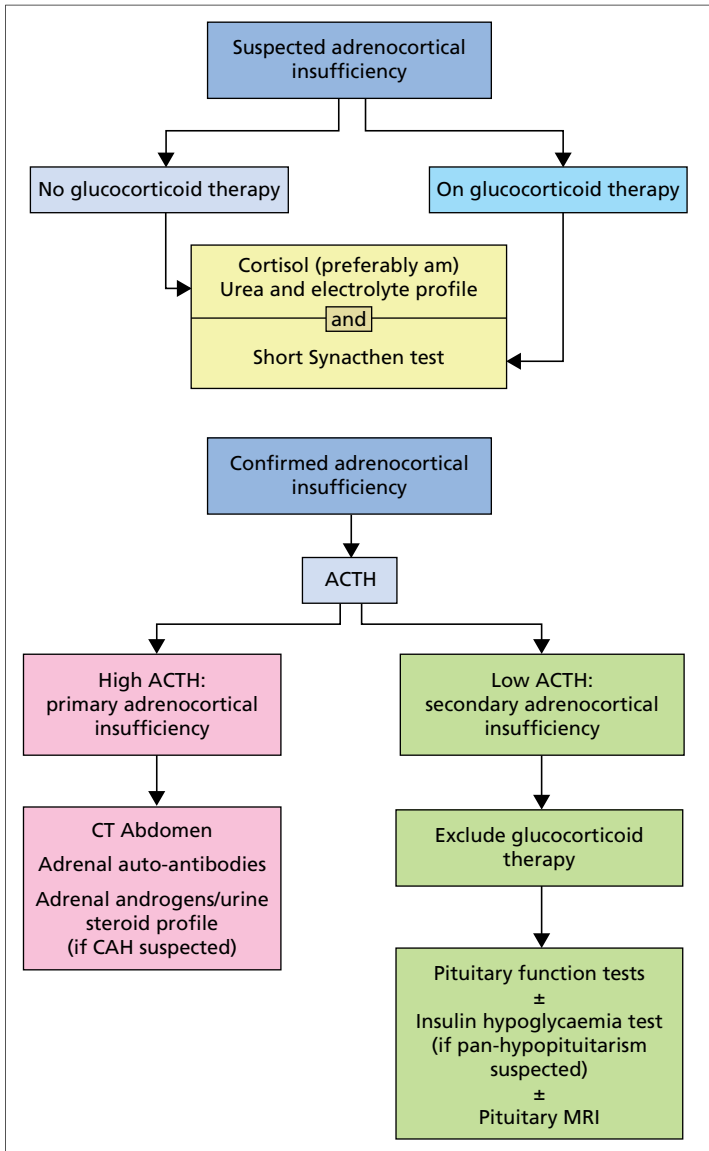 Suspected adrenocortical
insufficiency
No glucocorticoid therapy
On glucocorticoid therapy
Cortisol (preferably am)
Urea and electrolyte profile
and
Short Synacthen test
Confirmed adrenocortical
insufficiency
ACTH
High ACTH:
primary adrenocortical
insufficiency
Low ACTH:
secondary adrenocortical
insufficiency
CT Abdomen
Adrenal auto-antibodies
Adrenal androgens/urine
steroid profile
(if CAH suspected)
Exclude glucocorticoid
therapy
Pituitary function tests
±
Insulin hypoglycaemia test
(if pan-hypopituitarism
suspected)
±
Pituitary MRI